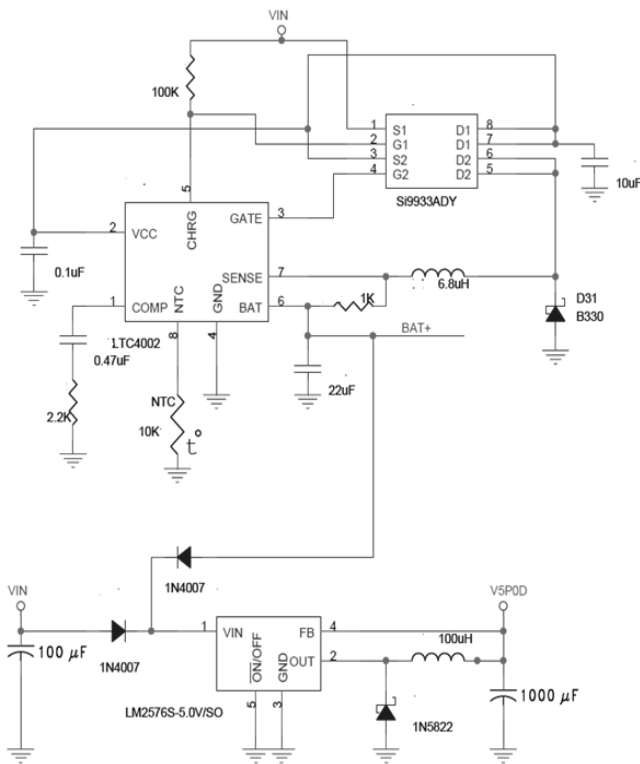 VIN
100K
1 S1 D1 8
2 G1 D1 7
3 S2 D2 6
4 G2 D2 5
Si9933ADY
10uF
5
CHRG
2 VCC
GATE 3
0.1uF
SENSE 7
6.8uH
1K
1 COMP
NTC
GND
BAT 6
BAT+
D31
B330
LTC4002
8
4
0.47uF
22uF
2.2K
NTC
10K
t°
1N4007
VIN
100 µF
1N4007
1 VIN
FB 4
ON/OFF
GND
OUT 2
5
3
LM2576S-5.0V/SO
V5P0D
100uH
1N5822
1000 µF